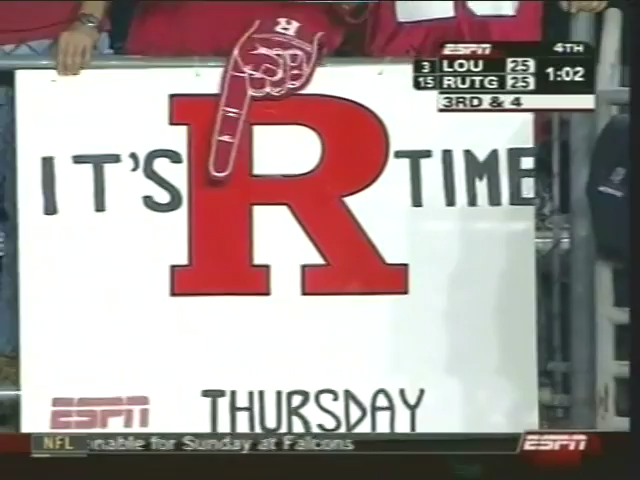 R
ESPN 4TH
3 LOU 25
15 RUTG 25 1:02
3RD & 4
IT'S R TIME
ESPN THURSDAY
NFL nable for Sunday at Falcons ESPN